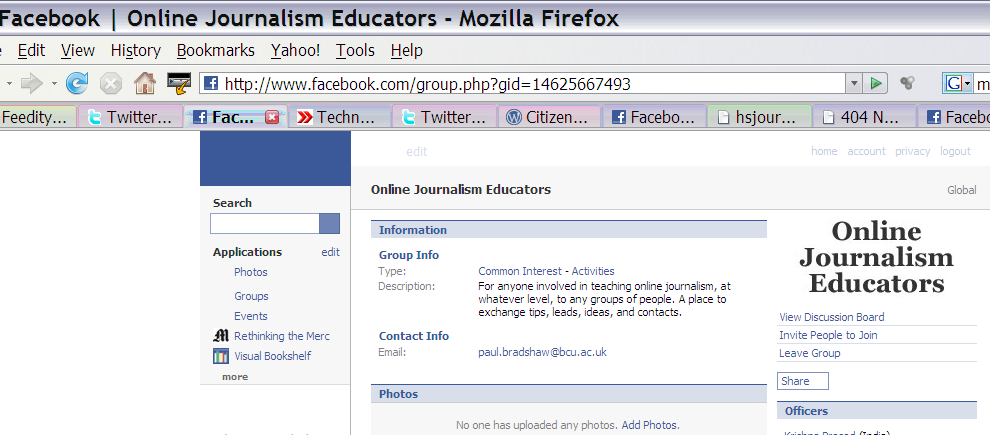 Facebook | Online Journalism Educators - Mozilla Firefox
Edit View History Bookmarks Yahoo! Tools Help
http://www.facebook.com/group.php?gid=14625667493
Feedity... Twitter... Fac... Techn... Twitter... Citizen... Facebo... hsjour... 404 N... Facebo
edit home account privacy logout
Online Journalism Educators Global
Search
Applications edit
Photos
Groups
Events
Rethinking the Merc
Visual Bookshelf
more
Information
Group Info
Type: Common Interest - Activities
Description: For anyone involved in teaching online journalism, at
whatever level, to any groups of people. A place to
exchange tips, leads, ideas, and contacts.
Contact Info
Email: paul.bradshaw@bcu.ac.uk
Photos
No one has uploaded any photos. Add Photos.
Online
Journalism
Educators
View Discussion Board
Invite People to Join
Leave Group
Share
Officers